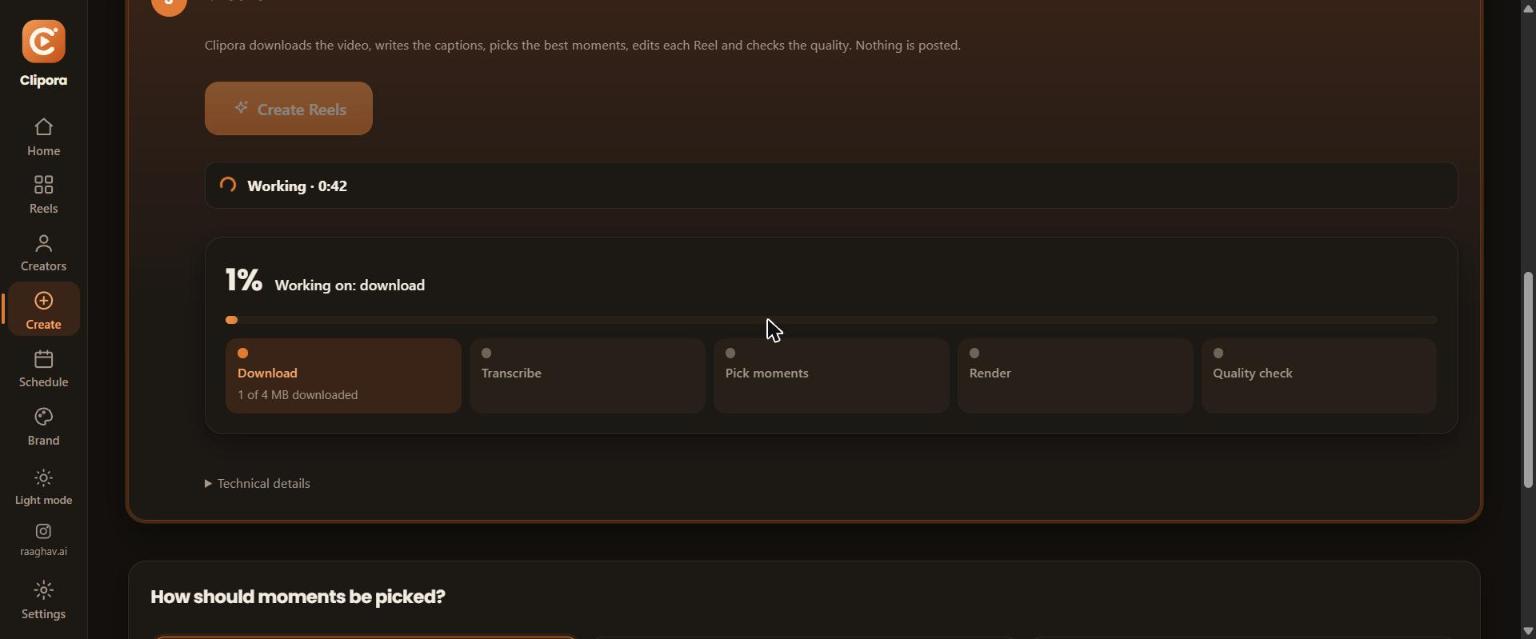 Clipora
Home
Reels
Creators
Create
Schedule
Brand
Light mode
raaghav.ai
Settings
Clipora downloads the video, writes the captions, picks the best moments, edits each Reel and checks the quality. Nothing is posted.
Create Reels
Working · 0:42
1% Working on: download
Download
1 of 4 MB downloaded
Transcribe
Pick moments
Render
Quality check
Technical details
How should moments be picked?